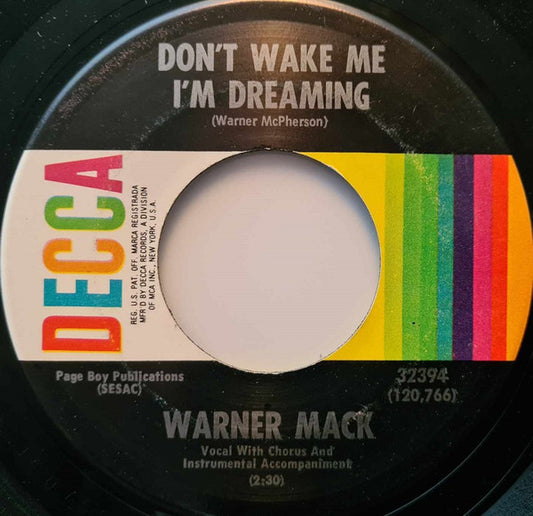 DON'T WAKE ME
I'M DREAMING
(Warner McPherson)
DECCA
REG. U.S. PAT. OFF. MARCA REGISTRADA
MFR'D BY DECCA RECORDS, A DIVISION
OF MCA INC., NEW YORK, U.S.A.
Page Boy Publications
(SESAC)
32394
(120,766)
WARNER MACK
Vocal With Chorus And
Instrumental Accompaniment
(2:30)